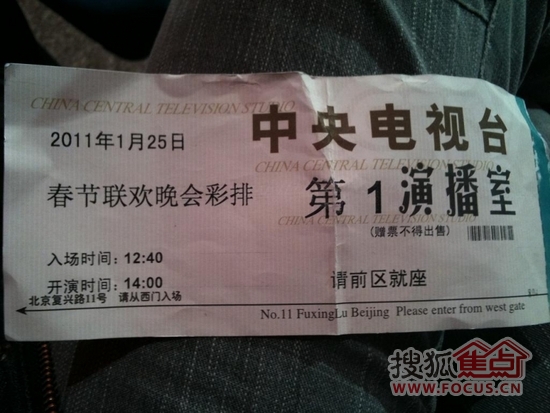 CHINA CENTRAL TELEVISION STUDIO
中央电视台
2011年1月25日
CHINA CENTRAL TELEVISION STUDIO
春节联欢晚会彩排
第1演播室
CHINA CENTRAL TELEVISION STUDIO
(赠票不得出售)
入场时间:12:40
开演时间:14:00
请前区就座
北京复兴路11号 请从西门入场
No.11 FuxingLu Beijing Please enter from west gate
搜狐焦点
WWW.FOCUS.CN